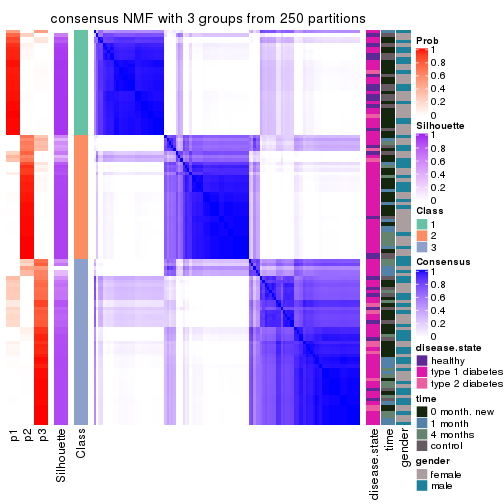 consensus NMF with 3 groups from 250 partitions
Prob
1
0.8
0.6
0.4
0.2
0
Silhouette
1
0.8
0.6
0.4
0.2
0
Class
1
2
3
Consensus
1
0.8
0.6
0.4
0.2
0
disease.state
healthy
type 1 diabetes
type 2 diabetes
time
0 month, new
1 month
4 months
control
gender
female
male
p1
p2
p3
Silhouette
Class
disease.state
time
gender